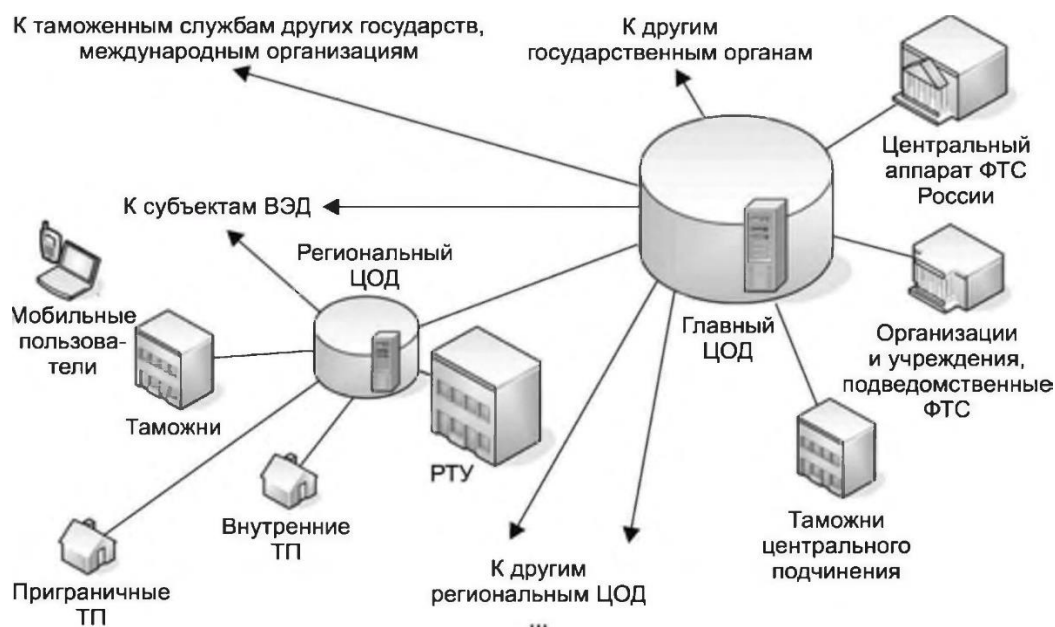 К таможенным службам других государств,
международным организациям
К другим
государственным органам
Центральный
аппарат ФТС
России
К субъектам ВЭД
Региональный
ЦОД
Мобильные
пользова-
тели
Главный
ЦОД
Организации
и учреждения,
подведомственные
ФТС
Таможни
РТУ
Внутренние
ТП
Таможни
центрального
подчинения
К другим
региональным ЦОД
...
Приграничные
ТП